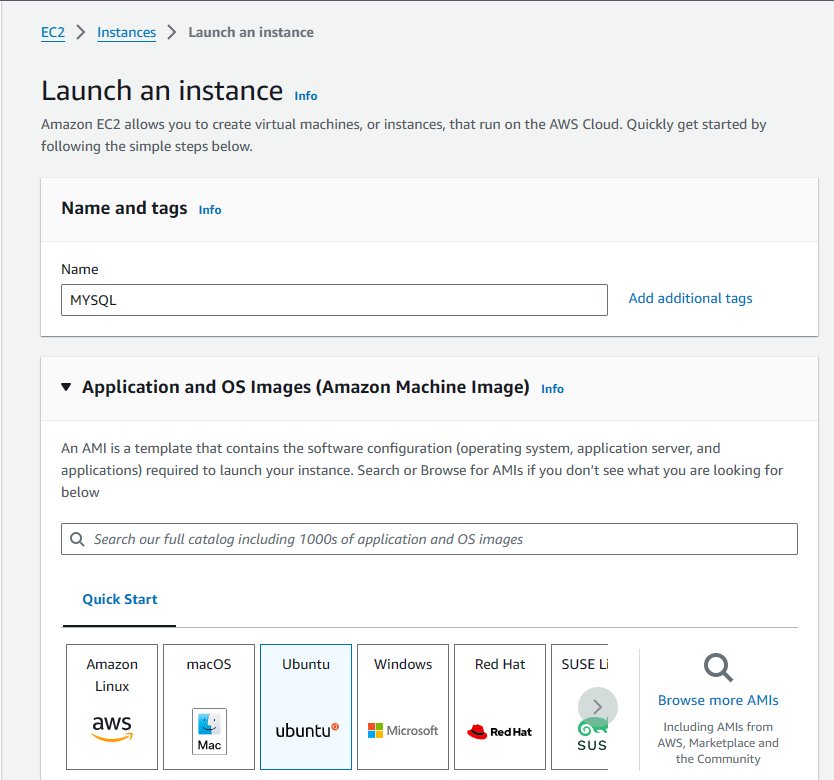 EC2 > Instances > Launch an instance
Launch an instance Info
Amazon EC2 allows you to create virtual machines, or instances, that run on the AWS Cloud. Quickly get started by
following the simple steps below.
Name and tags Info
Name
MYSQL
Add additional tags
Application and OS Images (Amazon Machine Image) Info
An AMI is a template that contains the software configuration (operating system, application server, and
applications) required to launch your instance. Search or Browse for AMIs if you don’t see what you are looking for
below
Search our full catalog including 1000s of application and OS images
Quick Start
Amazon
Linux
aws
macOS
Mac
Ubuntu
ubuntu
Windows
Microsoft
Red Hat
Red Hat
SUSE Li
SUS
Browse more AMIs
Including AMIs from
AWS, Marketplace and
the Community